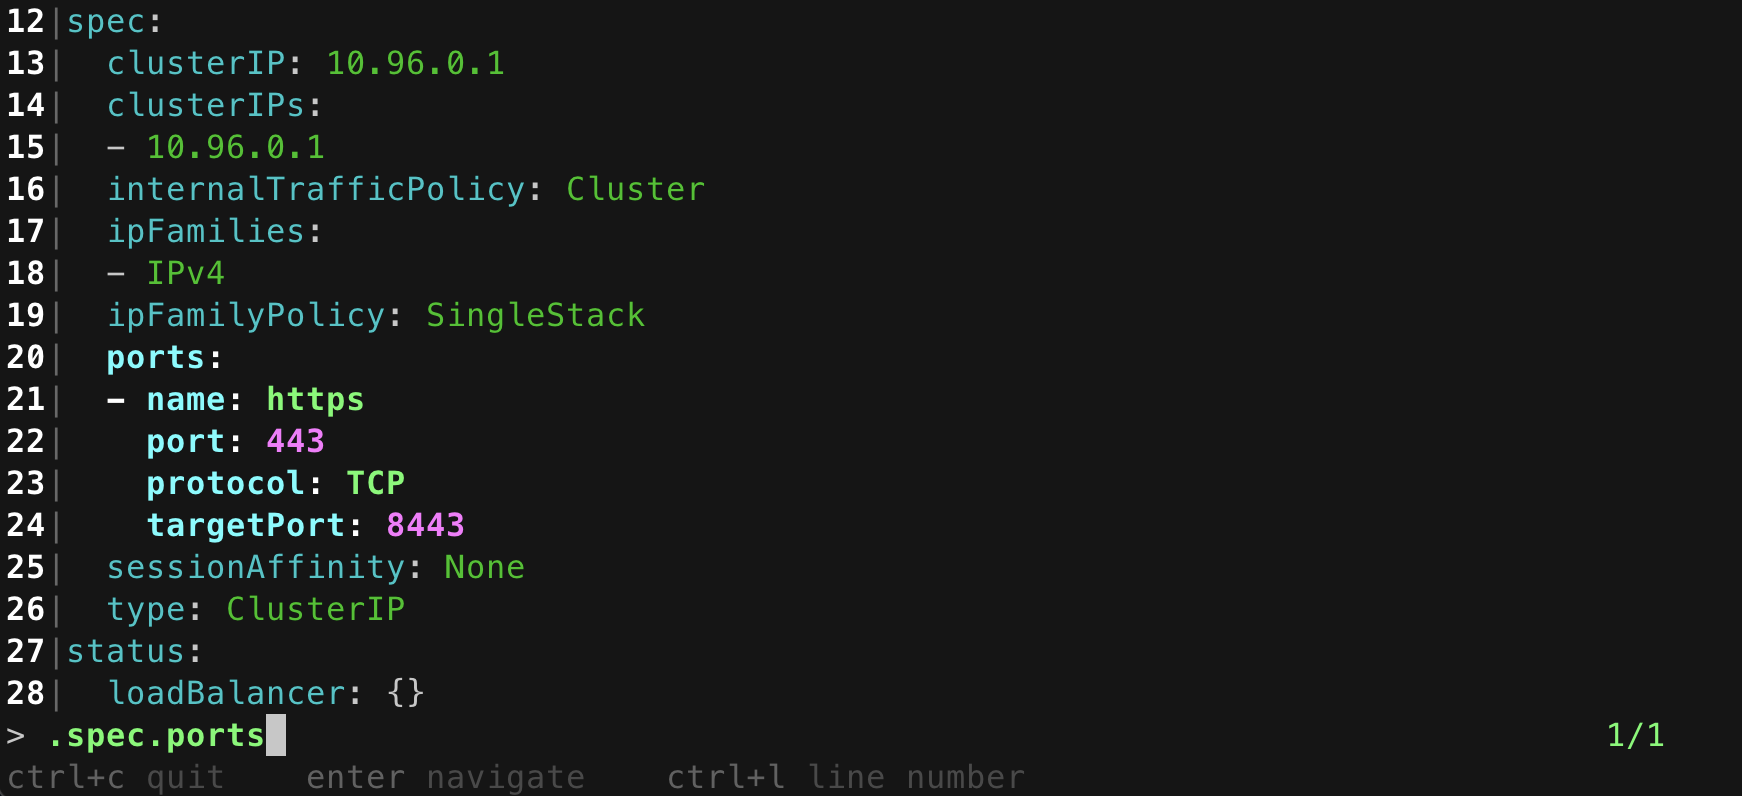 12|spec:
13|  clusterIP: 10.96.0.1
14|  clusterIPs:
15|  - 10.96.0.1
16|  internalTrafficPolicy: Cluster
17|  ipFamilies:
18|  - IPv4
19|  ipFamilyPolicy: SingleStack
20|  ports:
21|  - name: https
22|    port: 443
23|    protocol: TCP
24|    targetPort: 8443
25|  sessionAffinity: None
26|  type: ClusterIP
27|status:
28|  loadBalancer: {}
> .spec.ports 1/1
ctrl+c quit    enter navigate    ctrl+l line number